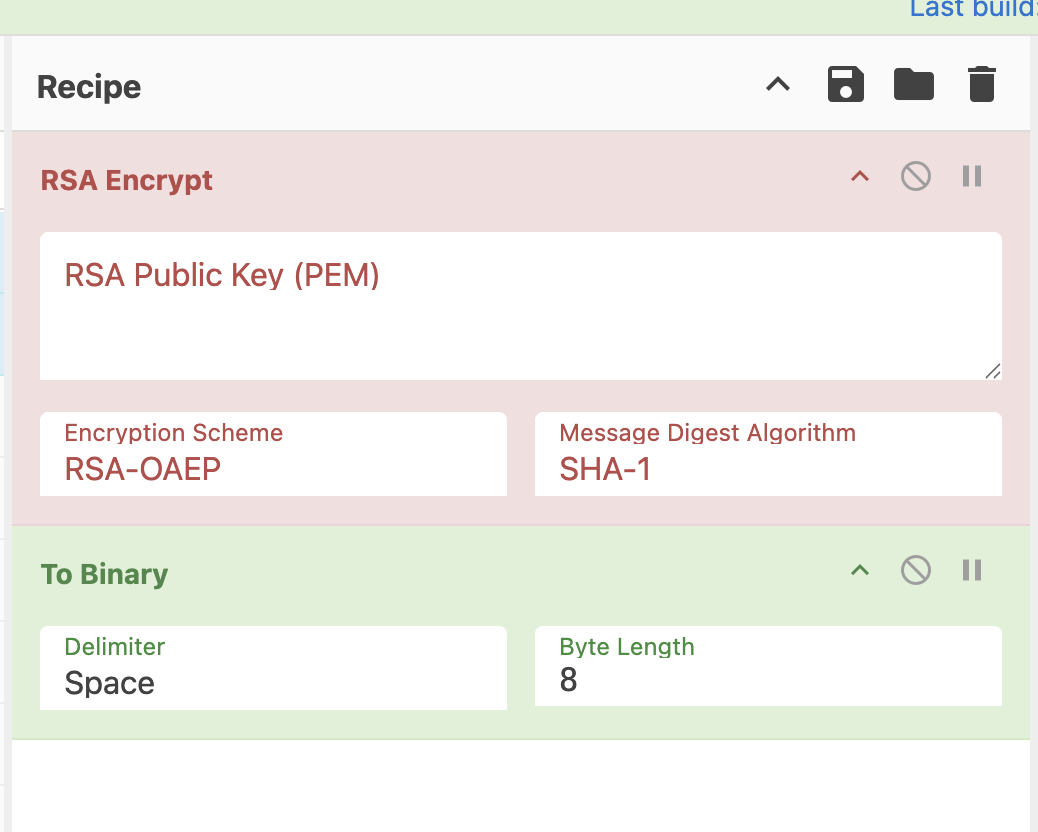 Last build:
Recipe
RSA Encrypt
RSA Public Key (PEM)
Encryption Scheme
RSA-OAEP
Message Digest Algorithm
SHA-1
To Binary
Delimiter
Space
Byte Length
8